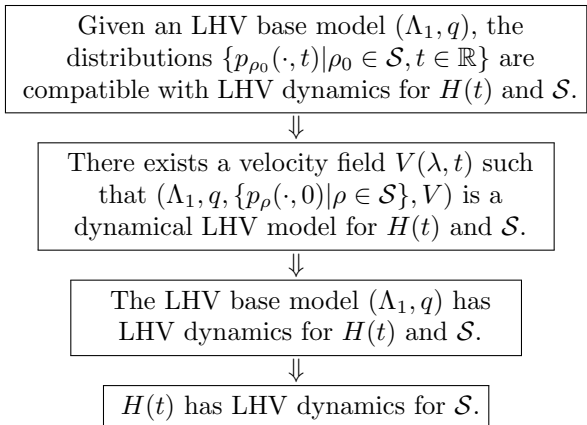 Given an LHV base model (Λ₁, q), the
distributions {p_{ρ₀}(·, t)|ρ₀ ∈ 𝒮, t ∈ ℝ} are
compatible with LHV dynamics for H(t) and 𝒮.
⇓
There exists a velocity field V(λ, t) such
that (Λ₁, q, {p_ρ(·, 0)|ρ ∈ 𝒮}, V) is a
dynamical LHV model for H(t) and 𝒮.
⇓
The LHV base model (Λ₁, q) has
LHV dynamics for H(t) and 𝒮.
⇓
H(t) has LHV dynamics for 𝒮.